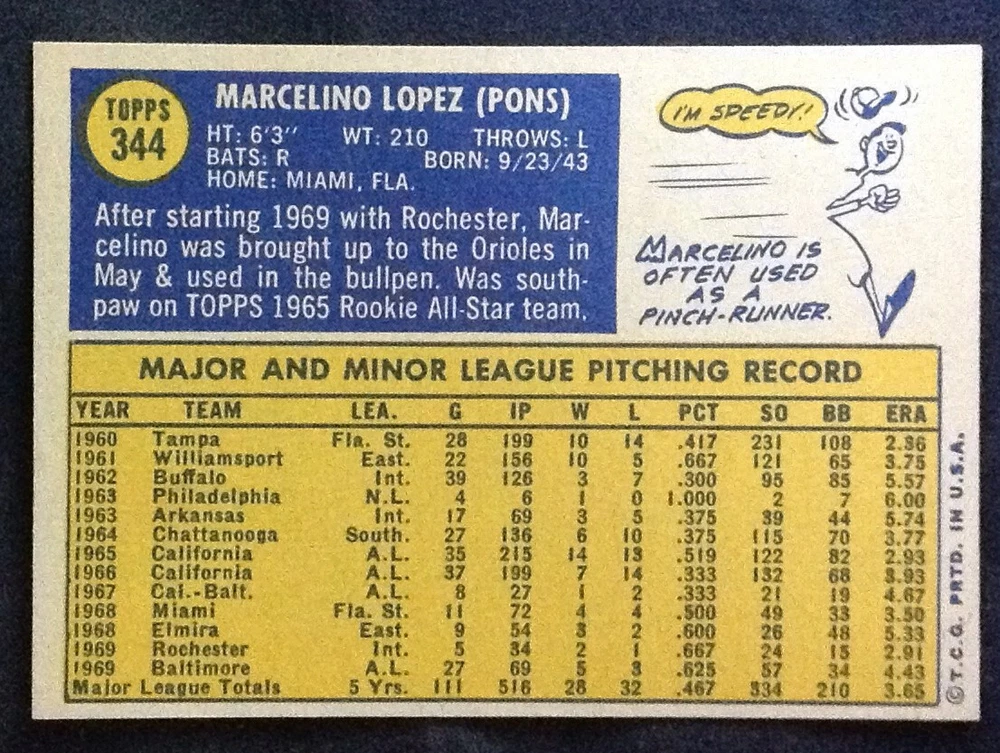 TOPPS
344
MARCELINO LOPEZ (PONS)
HT: 6'3" WT: 210 THROWS: L
BATS: R BORN: 9/23/43
HOME: MIAMI, FLA.
After starting 1969 with Rochester, Mar-
celino was brought up to the Orioles in
May & used in the bullpen. Was south-
paw on TOPPS 1965 Rookie All-Star team.
I'M SPEEDY!
MARCELINO IS
OFTEN USED
AS A
PINCH-RUNNER.
MAJOR AND MINOR LEAGUE PITCHING RECORD
YEAR TEAM LEA. G IP W L PCT SO BB ERA
1960 Tampa Fla. St. 28 199 10 14 .417 231 108 2.86
1961 Williamsport East. 22 156 10 5 .667 121 65 3.75
1962 Buffalo Int. 39 126 3 7 .300 95 85 5.57
1963 Philadelphia N.L. 4 6 1 0 1.000 2 7 6.00
1963 Arkansas Int. 17 69 3 5 .375 39 44 5.74
1964 Chattanooga South. 27 136 6 10 .375 115 70 3.77
1965 California A.L. 35 215 14 13 .519 122 82 2.93
1966 California A.L. 37 199 7 14 .333 132 68 3.93
1967 Cal.-Balt. A.L. 8 27 1 2 .333 21 19 4.67
1968 Miami Fla. St. 11 72 4 4 .500 49 33 3.50
1968 Elmira East. 9 54 3 2 .600 26 48 5.33
1969 Rochester Int. 5 34 2 1 .667 24 15 2.91
1969 Baltimore A.L. 27 69 5 3 .625 57 34 4.43
Major League Totals 5 Yrs. 111 516 28 32 .467 334 210 3.65
©T.C.G. PRTD. IN U.S.A.